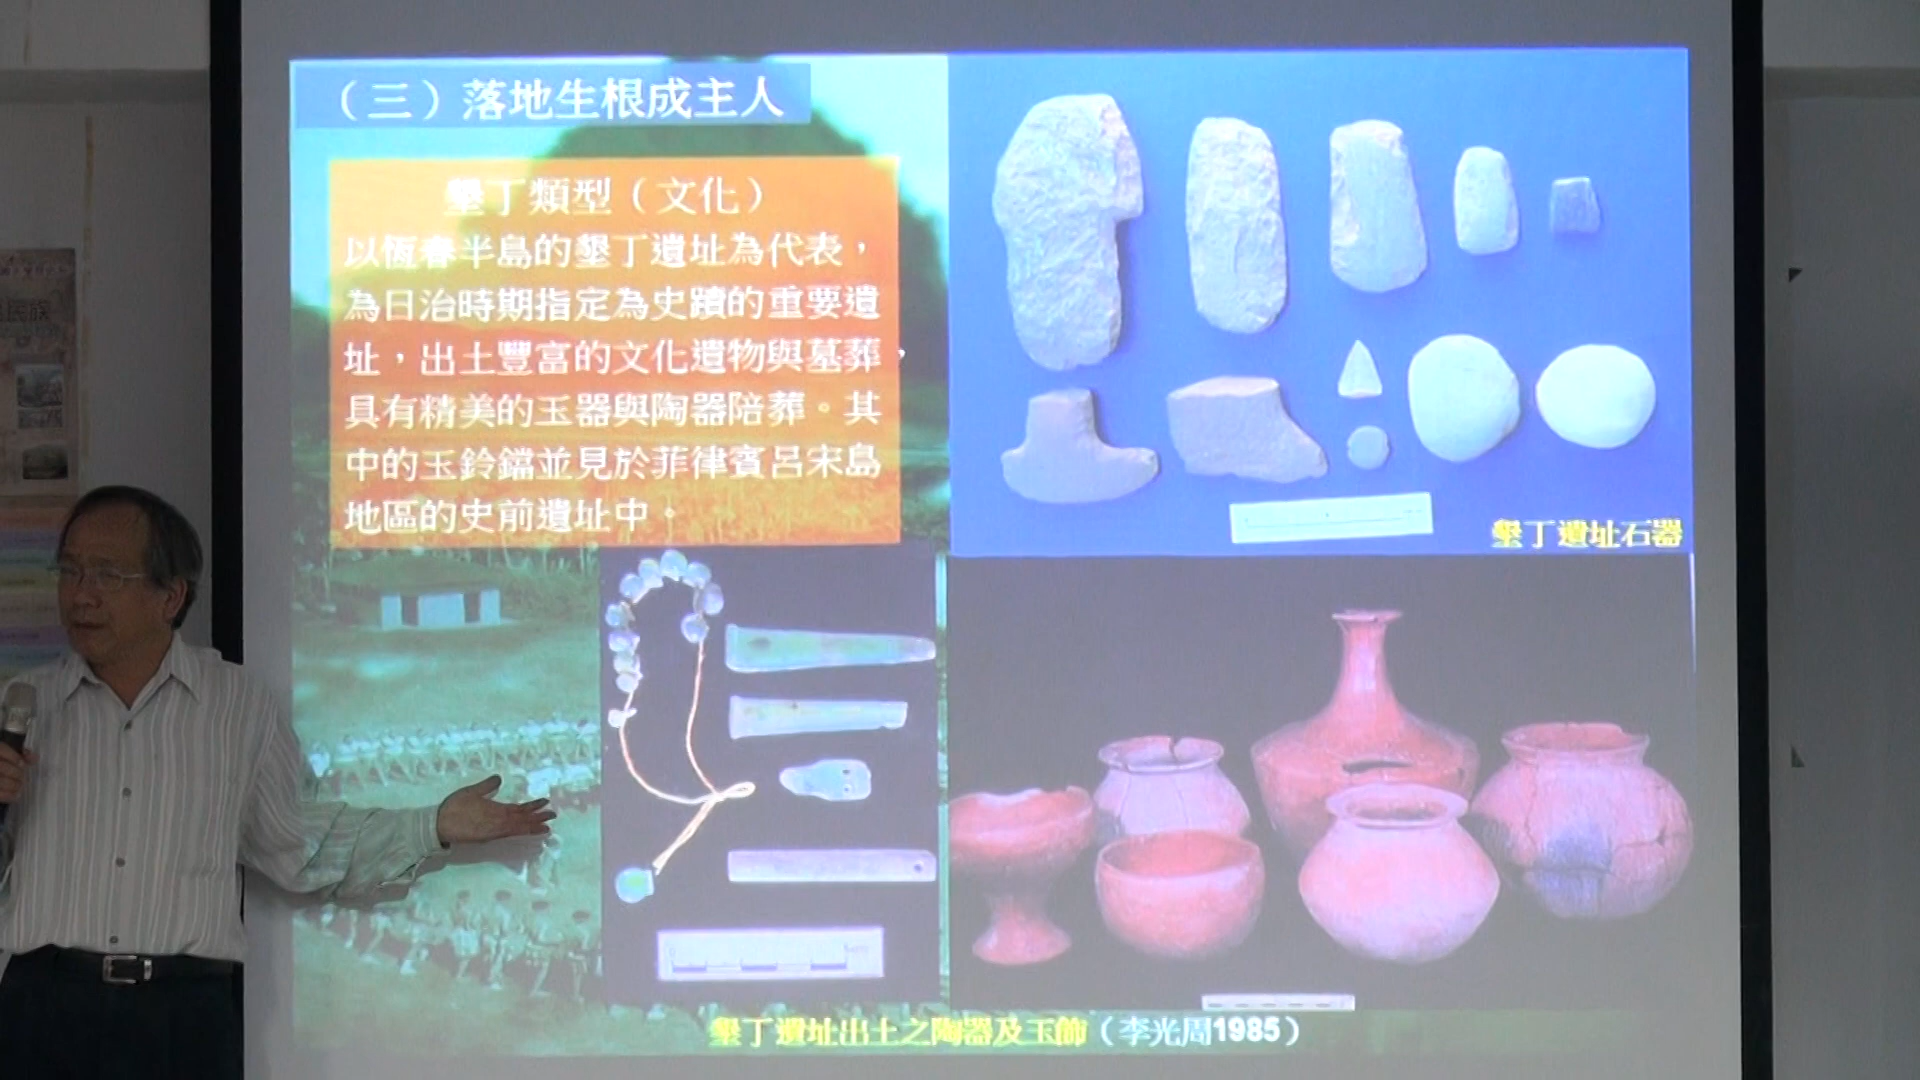 （三）落地生根成主人
墾丁類型（文化）
以恆春半島的墾丁遺址為代表，
為日治時期指定為史蹟的重要遺
址，出土豐富的文化遺物與墓葬，
具有精美的玉器與陶器陪葬。其
中的玉鈴鐺並見於菲律賓呂宋島
地區的史前遺址中。
墾丁遺址石器
墾丁遺址出土之陶器及玉飾（李光周1985）
民族